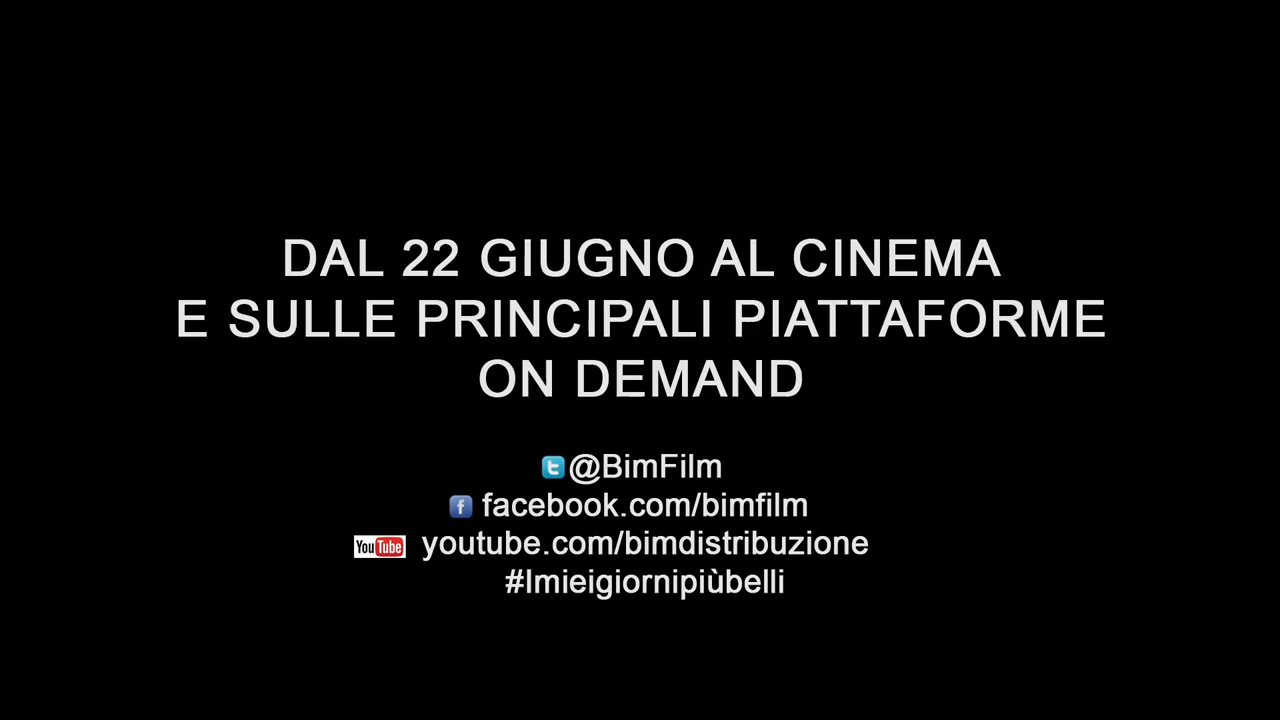 DAL 22 GIUGNO AL CINEMA
E SULLE PRINCIPALI PIATTAFORME
ON DEMAND
@BimFilm
facebook.com/bimfilm
YouTube youtube.com/bimdistribuzione
#Imieigiornipiùbelli